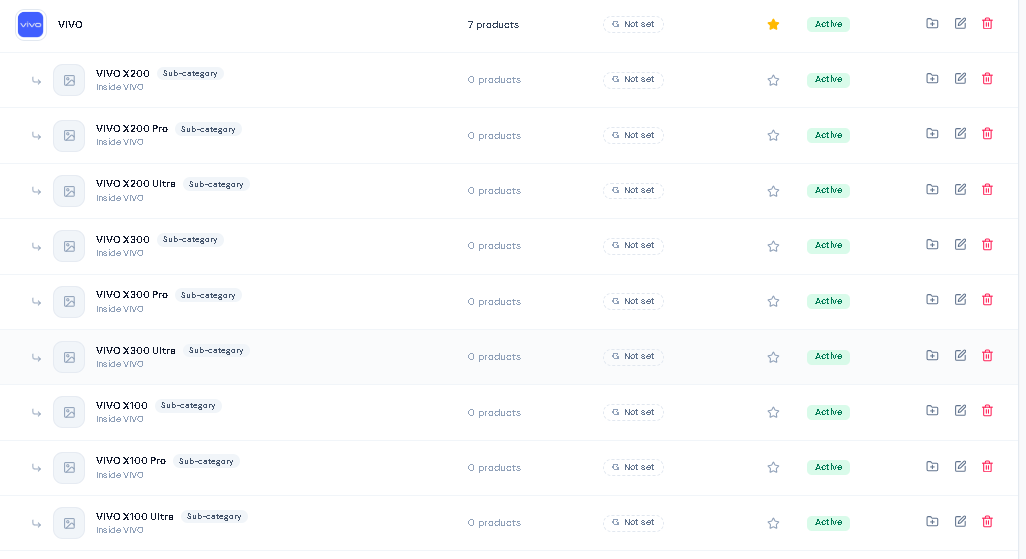 vivo VIVO 7 products G Not set Active
VIVO X200 Sub-category 0 products G Not set Active
Inside VIVO
VIVO X200 Pro Sub-category 0 products G Not set Active
Inside VIVO
VIVO X200 Ultra Sub-category 0 products G Not set Active
Inside VIVO
VIVO X300 Sub-category 0 products G Not set Active
Inside VIVO
VIVO X300 Pro Sub-category 0 products G Not set Active
Inside VIVO
VIVO X300 Ultra Sub-category 0 products G Not set Active
Inside VIVO
VIVO X100 Sub-category 0 products G Not set Active
Inside VIVO
VIVO X100 Pro Sub-category 0 products G Not set Active
Inside VIVO
VIVO X100 Ultra Sub-category 0 products G Not set Active
Inside VIVO